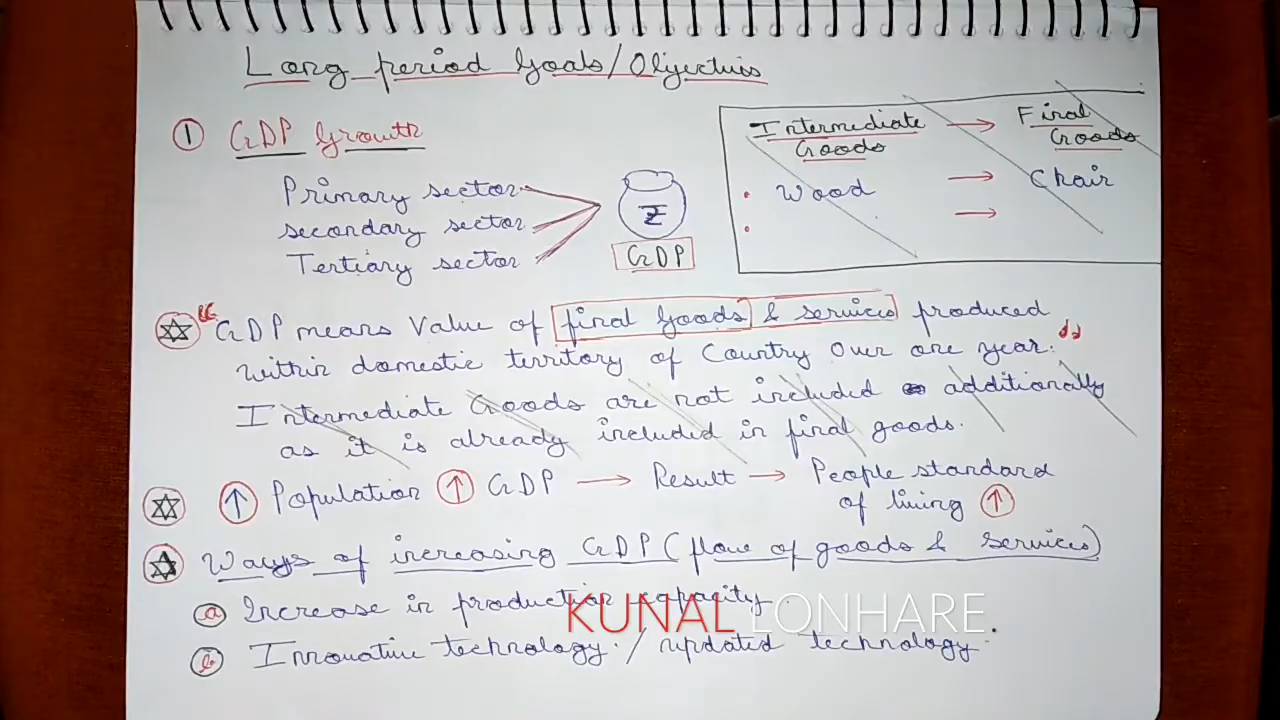 Long period Goals/Objectives
① GDP Growth
Primary sector
secondary sector
Tertiary sector
₹
GDP
Intermediate → Final
Goods Goods
• Wood → Chair
• →
"GDP means Value of final Goods & services produced
within domestic territory of Country Over one year."
Intermediate Goods are not included additionally
as it is already included in final goods.
↑ Population ↑ GDP → Result → People standard
of living ↑
Ways of increasing GDP (flow of goods & services)
ⓐ Increase in production capacity.
ⓑ Innovative technology. / updated technology.
KUNAL LONHARE